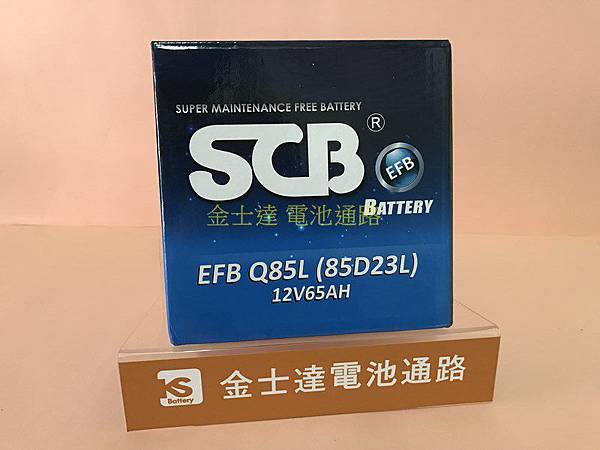 SUPER MAINTENANCE FREE BATTERY
SCB®
EFB
BATTERY
金士達 電池通路
EFB Q85L (85D23L)
12V65AH
KS
Battery
金士達電池通路